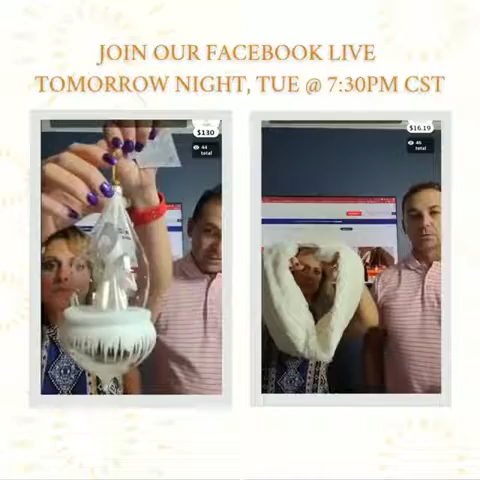 JOIN OUR FACEBOOK LIVE
TOMORROW NIGHT, TUE @ 7:30PM CST
$130
44
total
$16.19
46
total